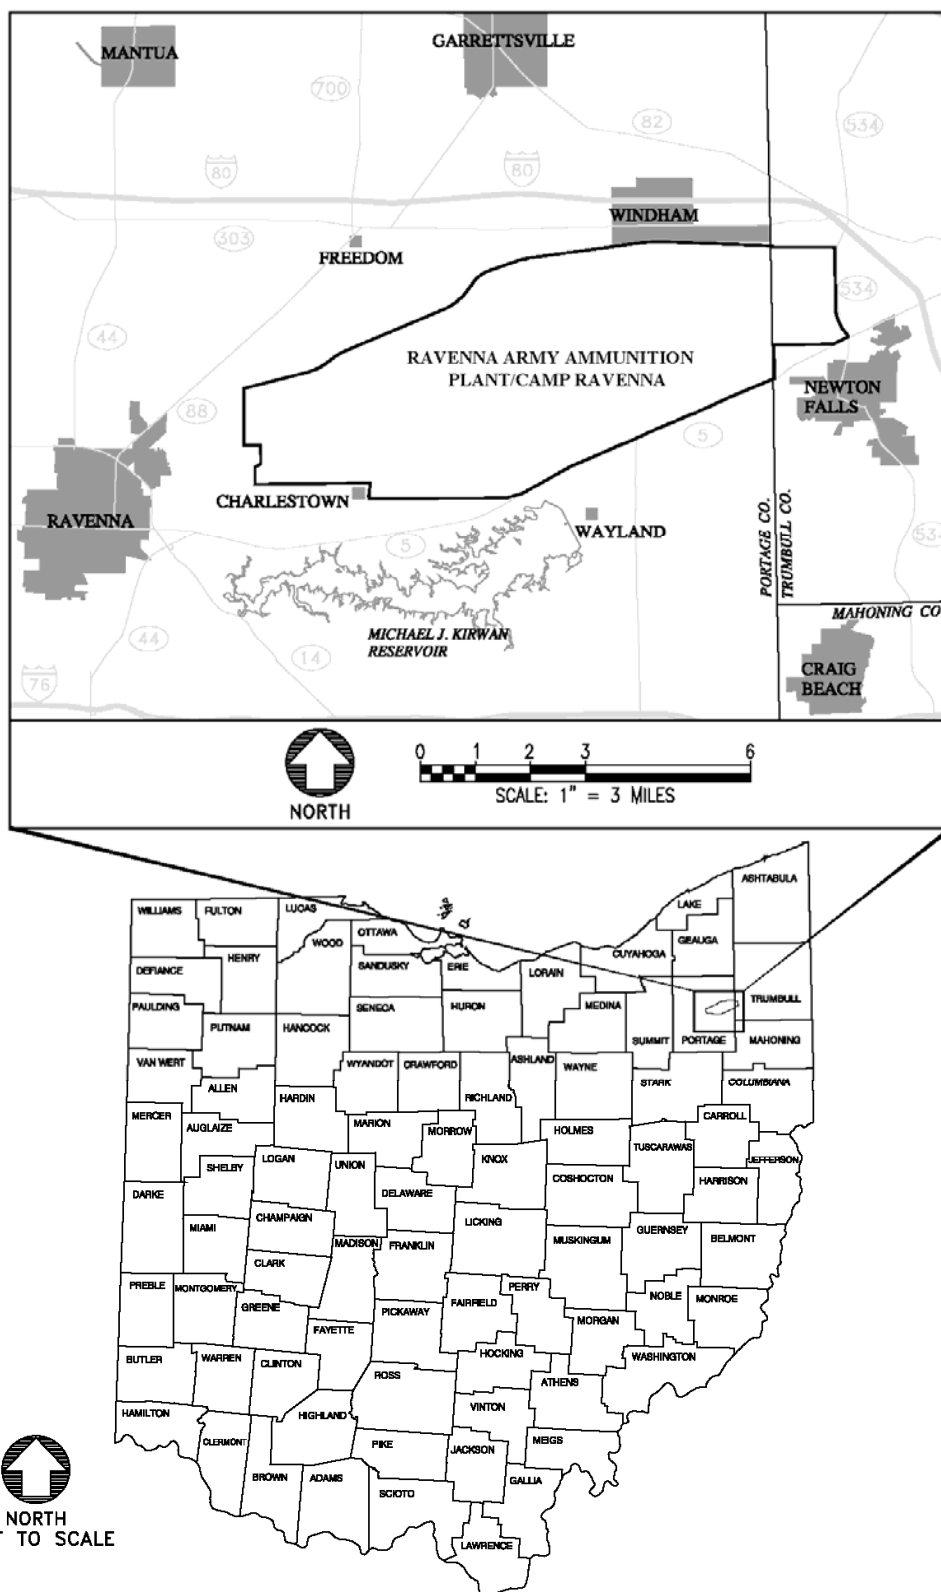 MANTUA
GARRETTSVILLE
700
82
534
80
80
WINDHAM
303
FREEDOM
534
44
RAVENNA ARMY AMMUNITION
PLANT/CAMP RAVENNA
NEWTON
FALLS
88
5
CHARLESTOWN
RAVENNA
WAYLAND
5
534
PORTAGE CO.
TRUMBULL CO.
MAHONING CO
MICHAEL J. KIRWAN
RESERVOIR
44
14
76
CRAIG
BEACH
NORTH
0 1 2 3 6
SCALE: 1" = 3 MILES
ASHTABULA
LAKE
WILLIAMS
FULTON
LUCAS
GEAUGA
OTTAWA
WOOD
CUYAHOGA
HENRY
SANDUSKY
ERIE
LORAIN
DEFIANCE
TRUMBULL
PAULDING
SENECA
HURON
MEDINA
PUTNAM
HANCOCK
SUMMIT
PORTAGE
MAHONING
VAN WERT
WYANDOT
CRAWFORD
ASHLAND
WAYNE
STARK
COLUMBIANA
ALLEN
HARDIN
RICHLAND
MERCER
AUGLAIZE
MARION
MORROW
HOLMES
CARROLL
TUSCARAWAS
JEFFERSON
SHELBY
LOGAN
UNION
KNOX
COSHOCTON
HARRISON
DARKE
DELAWARE
CHAMPAIGN
LICKING
MIAMI
MADISON
FRANKLIN
MUSKINGUM
GUERNSEY
BELMONT
CLARK
PREBLE
MONTGOMERY
PERRY
NOBLE
MONROE
GREENE
PICKAWAY
FAIRFIELD
MORGAN
FAYETTE
BUTLER
WARREN
CLINTON
HOCKING
WASHINGTON
ROSS
ATHENS
HAMILTON
HIGHLAND
VINTON
CLERMONT
PIKE
JACKSON
MEIGS
BROWN
ADAMS
SCIOTO
GALLIA
LAWRENCE
NORTH
T TO SCALE